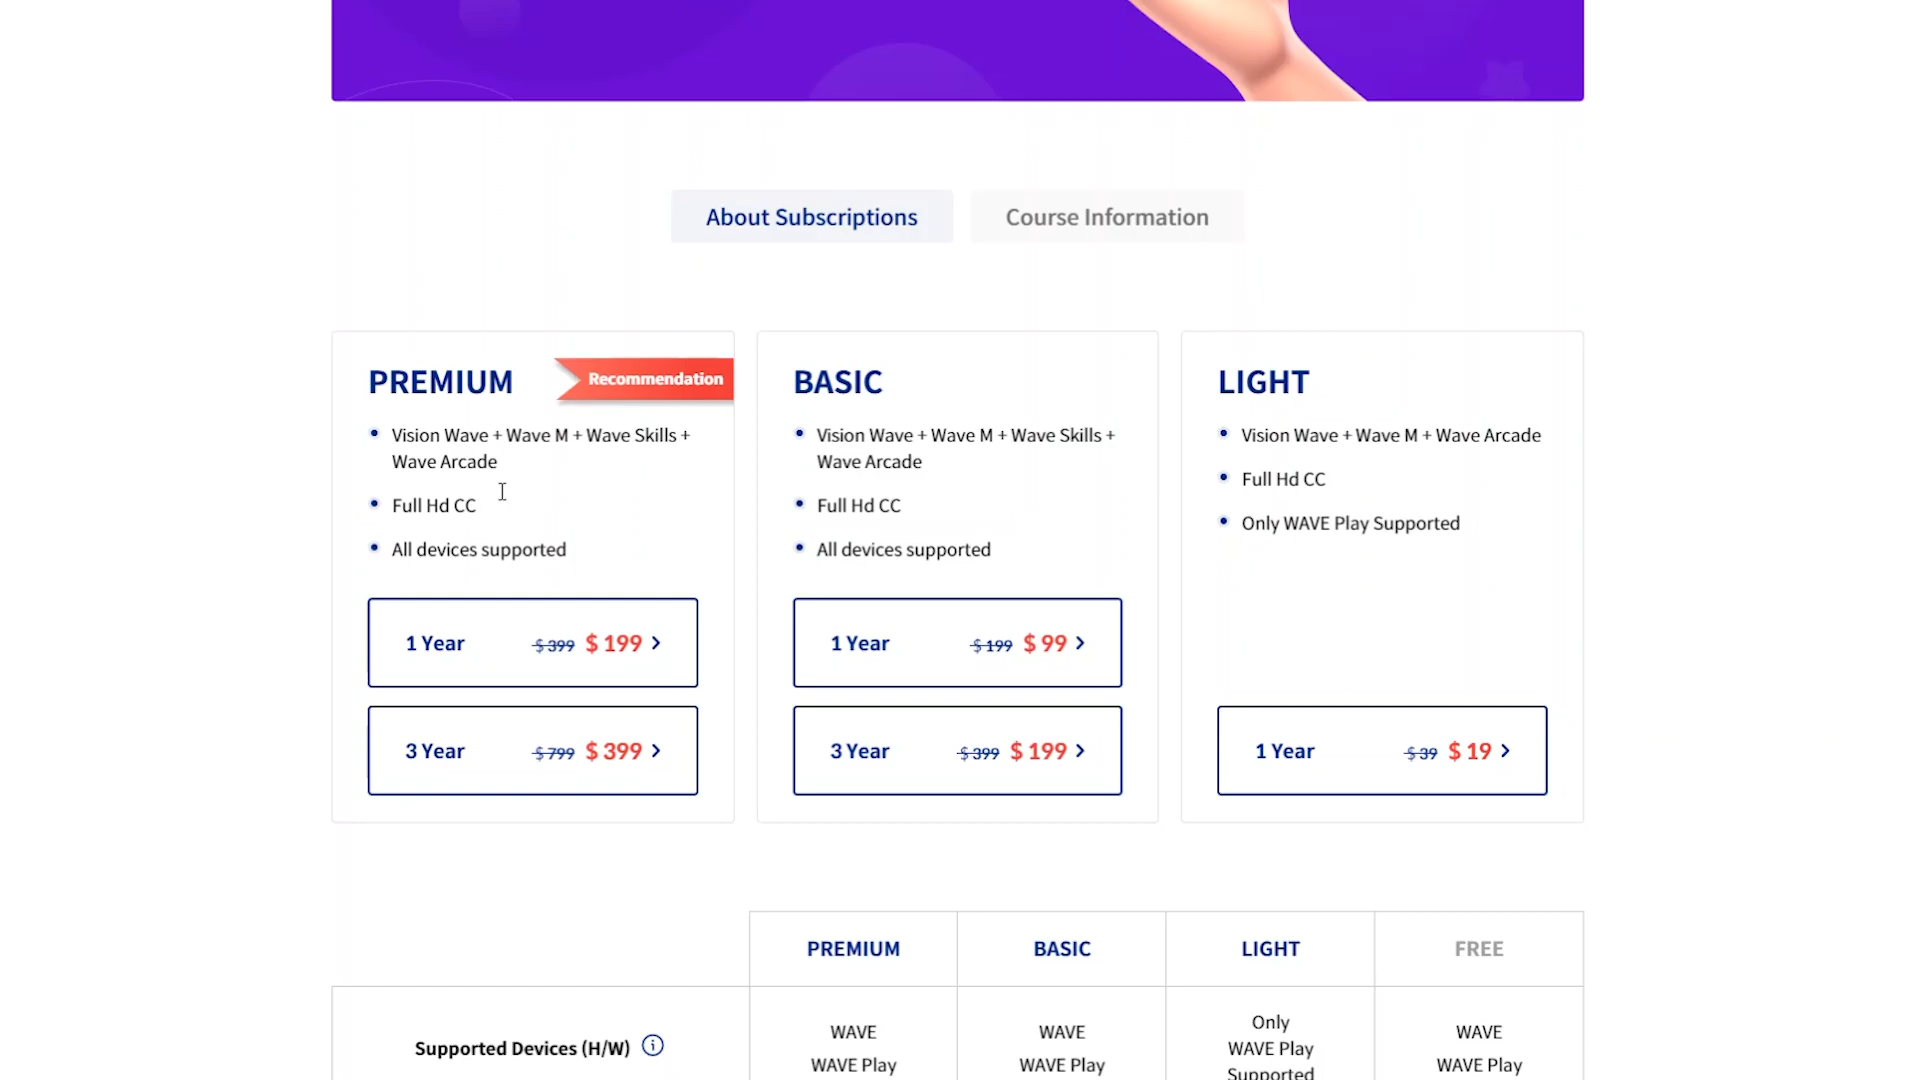 About Subscriptions
Course Information
PREMIUM
Recommendation
Vision Wave + Wave M + Wave Skills +
Wave Arcade
Full Hd CC
All devices supported
1 Year $ 399 $ 199
3 Year $ 799 $ 399
BASIC
Vision Wave + Wave M + Wave Skills +
Wave Arcade
Full Hd CC
All devices supported
1 Year $ 199 $ 99
3 Year $ 399 $ 199
LIGHT
Vision Wave + Wave M + Wave Arcade
Full Hd CC
Only WAVE Play Supported
1 Year $ 39 $ 19
PREMIUM BASIC LIGHT FREE
Supported Devices (H/W)
WAVE
WAVE Play
WAVE
WAVE Play
Only
WAVE Play
Supported
WAVE
WAVE Play